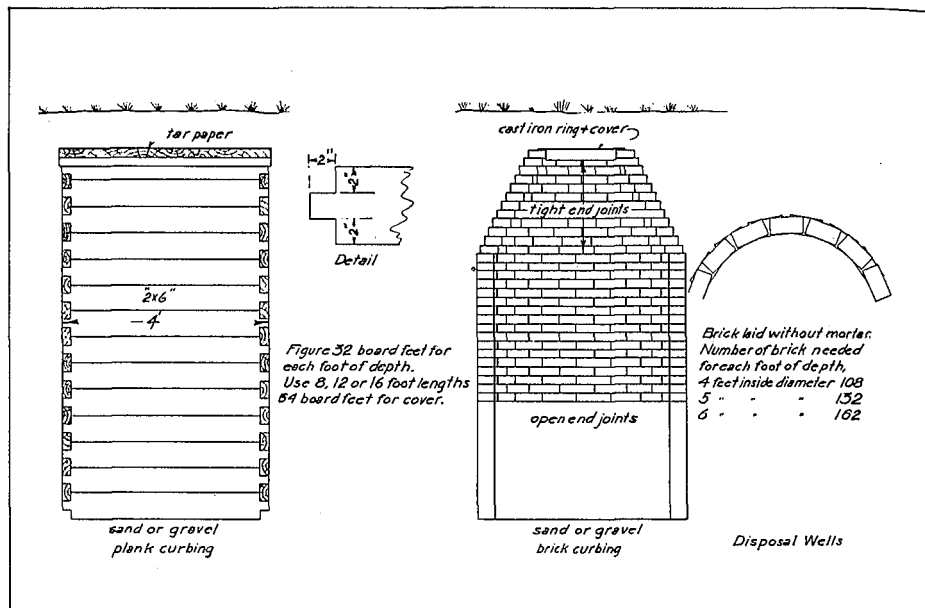 tar paper
2"
2"
2"
Detail
"2x6"
4'
Figure 32 board feet for
each foot of depth.
Use 8, 12 or 16 foot lengths
64 board feet for cover.
sand or gravel
plank curbing
cast iron ring + cover
tight end joints
open end joints
sand or gravel
brick curbing
Brick laid without mortar.
Number of brick needed
for each foot of depth,
4 feet inside diameter 108
5 " " " 132
6 " " " 162
Disposal Wells